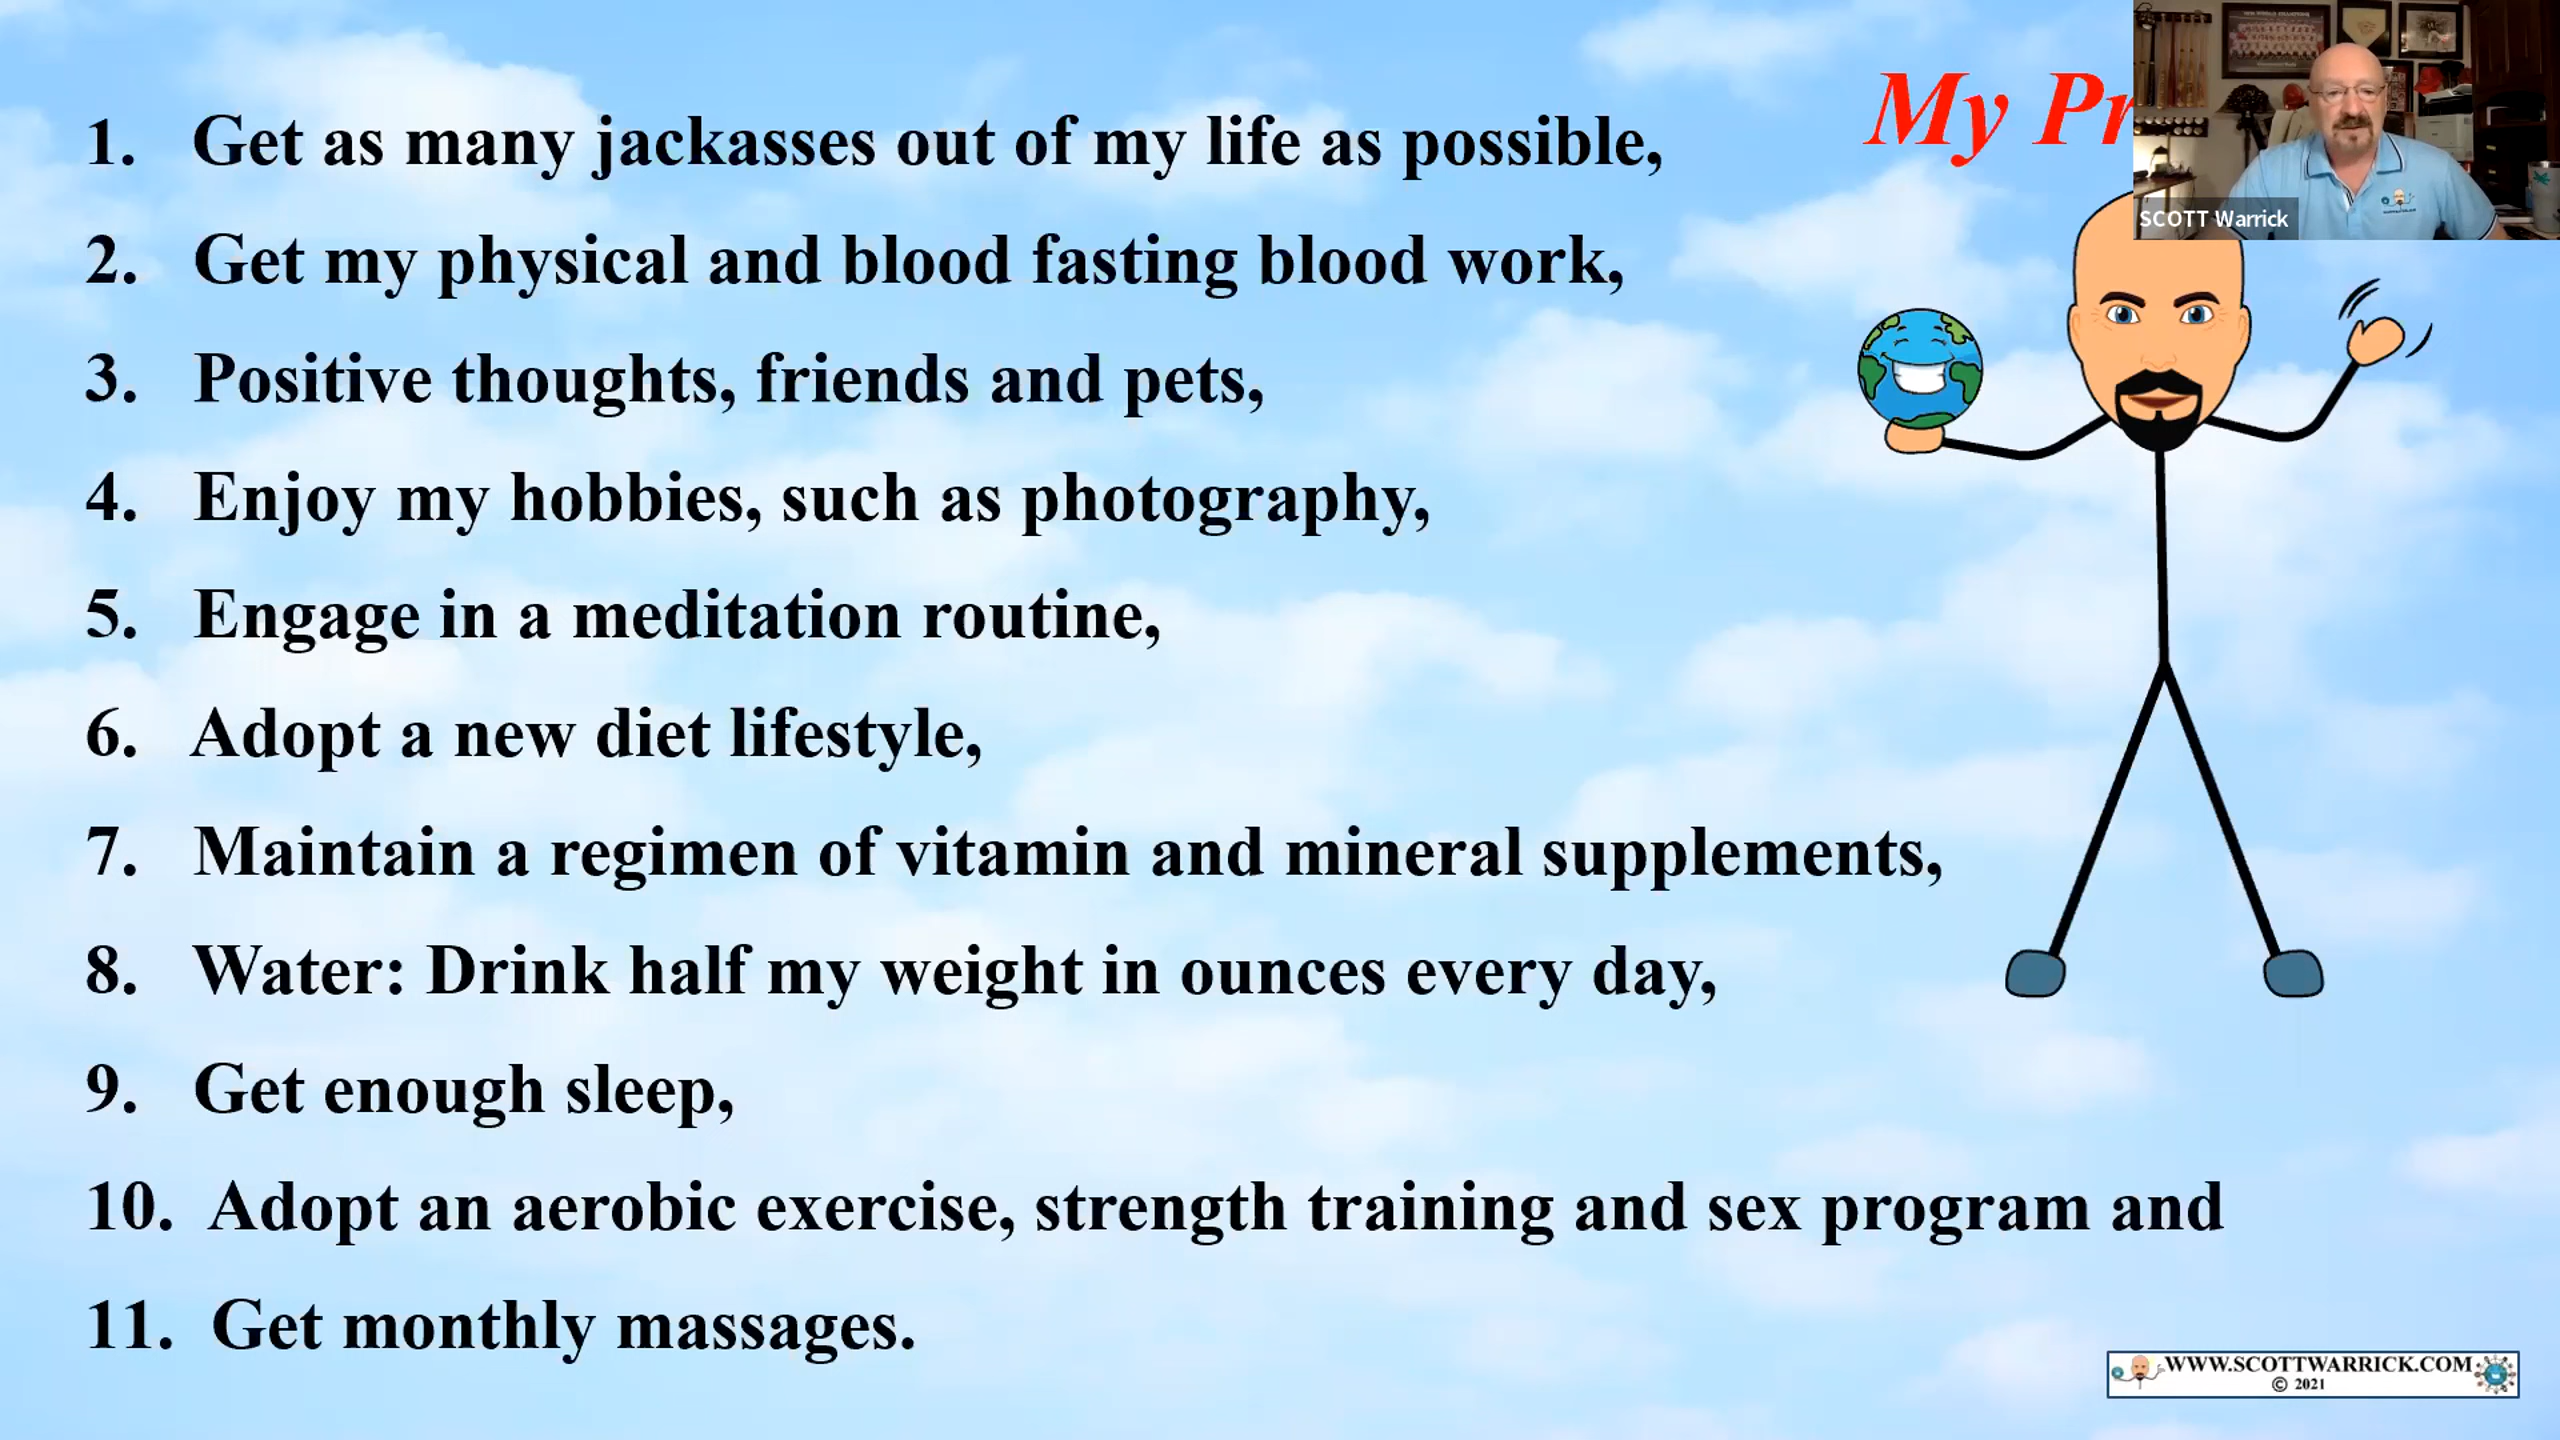 My Pr
SCOTT Warrick
1. Get as many jackasses out of my life as possible,
2. Get my physical and blood fasting blood work,
3. Positive thoughts, friends and pets,
4. Enjoy my hobbies, such as photography,
5. Engage in a meditation routine,
6. Adopt a new diet lifestyle,
7. Maintain a regimen of vitamin and mineral supplements,
8. Water: Drink half my weight in ounces every day,
9. Get enough sleep,
10. Adopt an aerobic exercise, strength training and sex program and
11. Get monthly massages.
WWW.SCOTTWARRICK.COM
© 2021